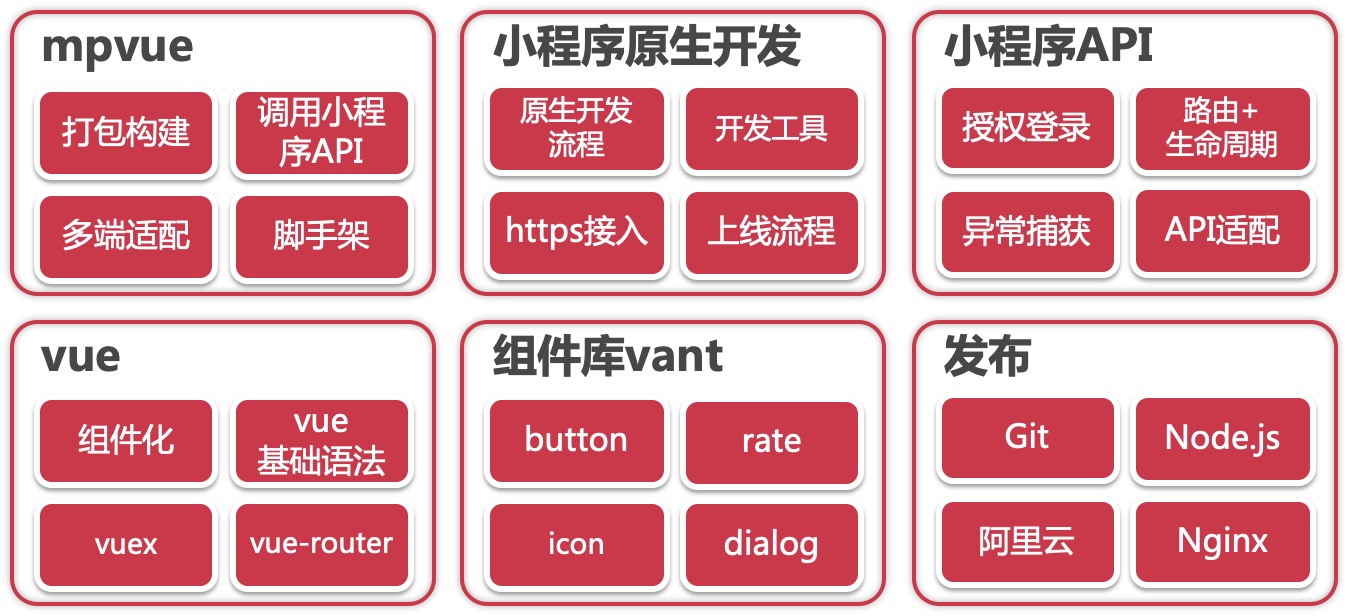 mpvue
打包构建
调用小程
序API
多端适配
脚手架
小程序原生开发
原生开发
流程
开发工具
https接入
上线流程
小程序API
授权登录
路由+
生命周期
异常捕获
API适配
vue
组件化
vue
基础语法
vuex
vue-router
组件库vant
button
rate
icon
dialog
发布
Git
Node.js
阿里云
Nginx